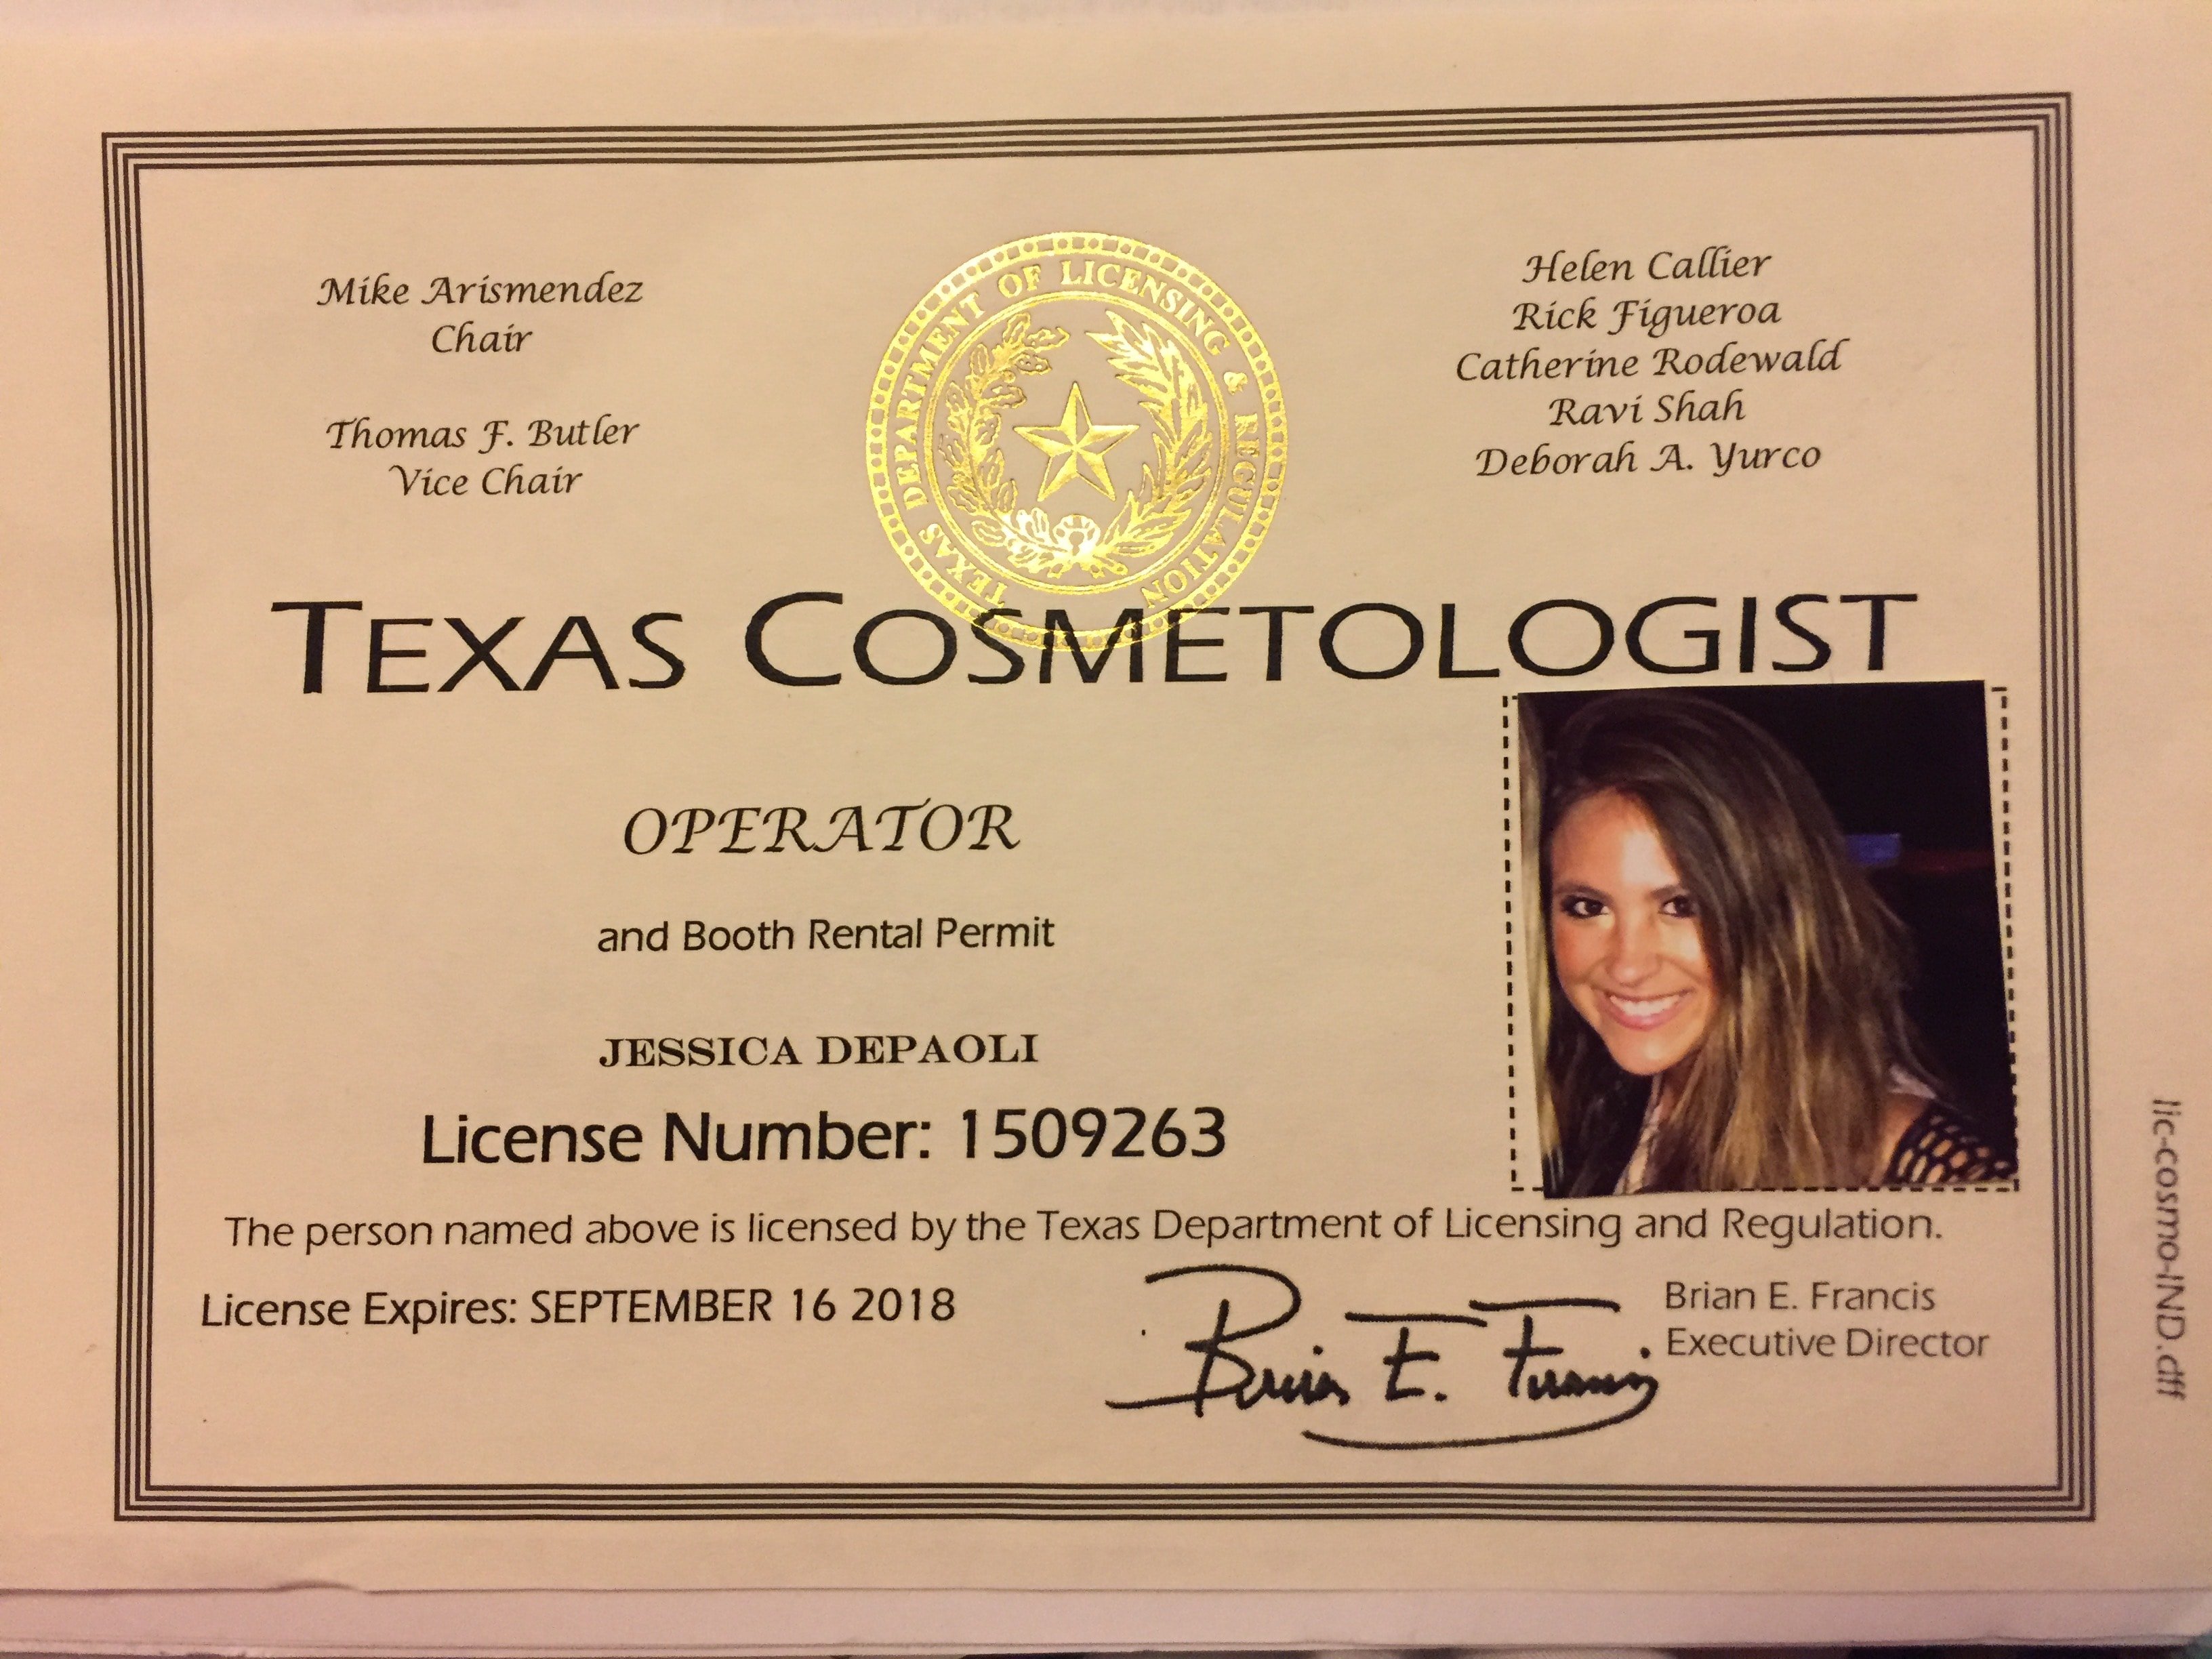 Mike Arismendez
Chair
Thomas F. Butler
Vice Chair
TEXAS DEPARTMENT OF LICENSING & REGULATION
Helen Callier
Rick Figueroa
Catherine Rodewald
Ravi Shah
Deborah A. Yurco
TEXAS COSMETOLOGIST
OPERATOR
and Booth Rental Permit
JESSICA DEPAOLI
License Number: 1509263
The person named above is licensed by the Texas Department of Licensing and Regulation.
License Expires: SEPTEMBER 16 2018
Brian E. Francis
Brian E. Francis
Executive Director
lic-cosmo-IND.dff